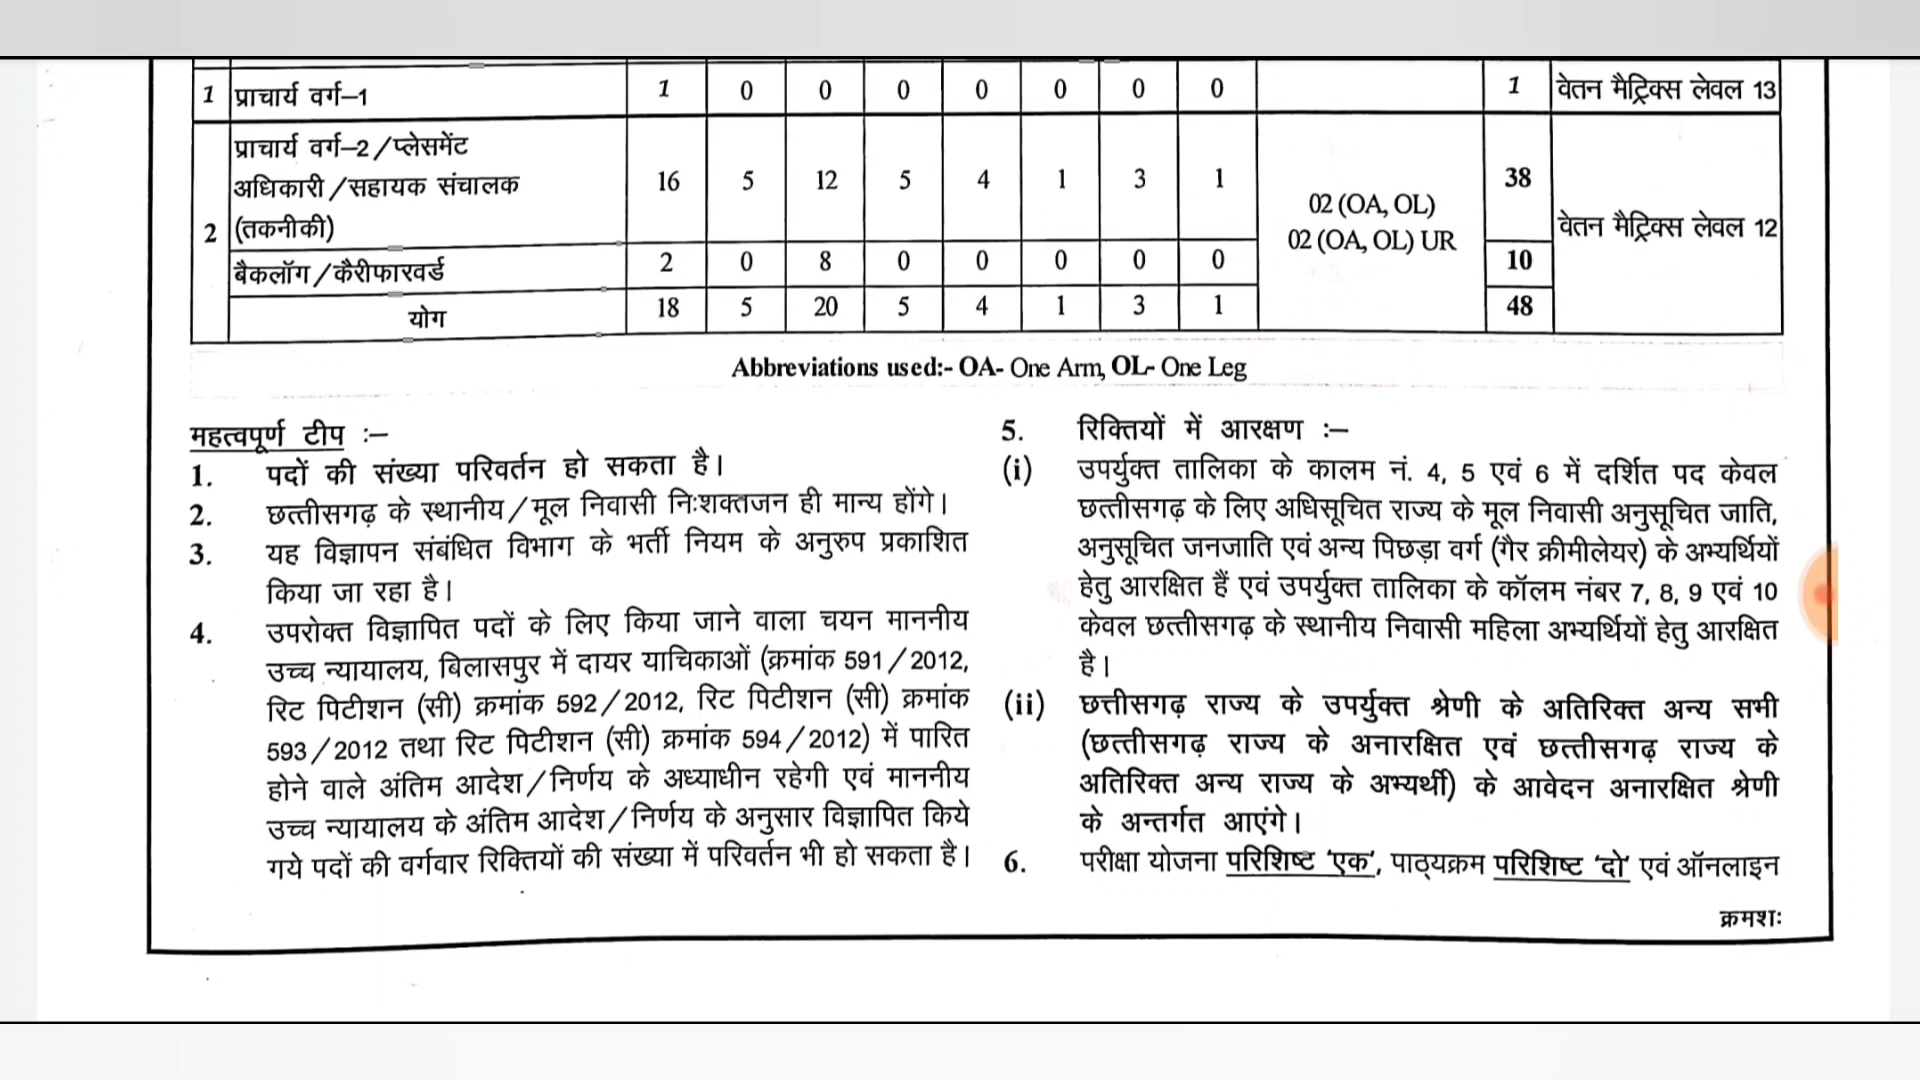 1 प्राचार्य वर्ग–1 1 0 0 0 0 0 0 0 1 वेतन मैट्रिक्स लेवल 13
2 प्राचार्य वर्ग–2/प्लेसमेंट
अधिकारी/सहायक संचालक
(तकनीकी) 16 5 12 5 4 1 3 1 38
बैकलॉग/कैरीफारवर्ड 2 0 8 0 0 0 0 0 10
योग 18 5 20 5 4 1 3 1 48
02 (OA, OL)
02 (OA, OL) UR
वेतन मैट्रिक्स लेवल 12
Abbreviations used:- OA- One Arm, OL- One Leg
महत्वपूर्ण टीप :–
1. पदों की संख्या परिवर्तन हो सकता है।
2. छत्तीसगढ़ के स्थानीय/मूल निवासी निःशक्तजन ही मान्य होंगे।
3. यह विज्ञापन संबंधित विभाग के भर्ती नियम के अनुरुप प्रकाशित
किया जा रहा है।
4. उपरोक्त विज्ञापित पदों के लिए किया जाने वाला चयन माननीय
उच्च न्यायालय, बिलासपुर में दायर याचिकाओं (क्रमांक 591/2012,
रिट पिटीशन (सी) क्रमांक 592/2012, रिट पिटीशन (सी) क्रमांक
593/2012 तथा रिट पिटीशन (सी) क्रमांक 594/2012) में पारित
होने वाले अंतिम आदेश/निर्णय के अध्याधीन रहेगी एवं माननीय
उच्च न्यायालय के अंतिम आदेश/निर्णय के अनुसार विज्ञापित किये
गये पदों की वर्गवार रिक्तियों की संख्या में परिवर्तन भी हो सकता है।
5. रिक्तियों में आरक्षण :–
(i) उपर्युक्त तालिका के कालम नं. 4, 5 एवं 6 में दर्शित पद केवल
छत्तीसगढ़ के लिए अधिसूचित राज्य के मूल निवासी अनुसूचित जाति,
अनुसूचित जनजाति एवं अन्य पिछड़ा वर्ग (गैर क्रीमीलेयर) के अभ्यर्थियों
हेतु आरक्षित हैं एवं उपर्युक्त तालिका के कॉलम नंबर 7, 8, 9 एवं 10
केवल छत्तीसगढ़ के स्थानीय निवासी महिला अभ्यर्थियों हेतु आरक्षित
है।
(ii) छत्तीसगढ़ राज्य के उपर्युक्त श्रेणी के अतिरिक्त अन्य सभी
(छत्तीसगढ़ राज्य के अनारक्षित एवं छत्तीसगढ़ राज्य के
अतिरिक्त अन्य राज्य के अभ्यर्थी) के आवेदन अनारक्षित श्रेणी
के अन्तर्गत आएंगे।
6. परीक्षा योजना परिशिष्ट 'एक', पाठ्यक्रम परिशिष्ट 'दो' एवं ऑनलाइन
क्रमशः